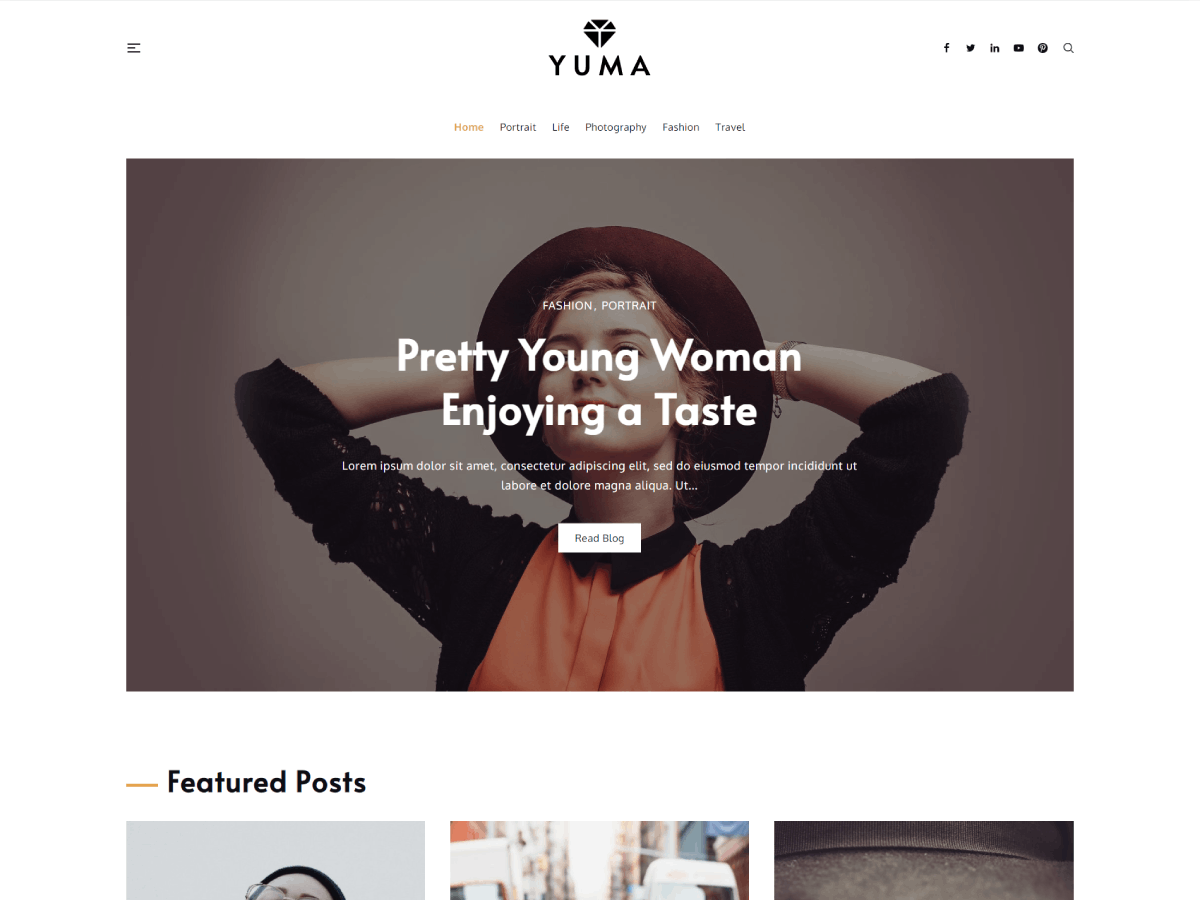 YUMA
Home Portrait Life Photography Fashion Travel
FASHION, PORTRAIT
Pretty Young Woman
Enjoying a Taste
Lorem ipsum dolor sit amet, consectetur adipiscing elit, sed do eiusmod tempor incididunt ut
labore et dolore magna aliqua. Ut...
Read Blog
Featured Posts